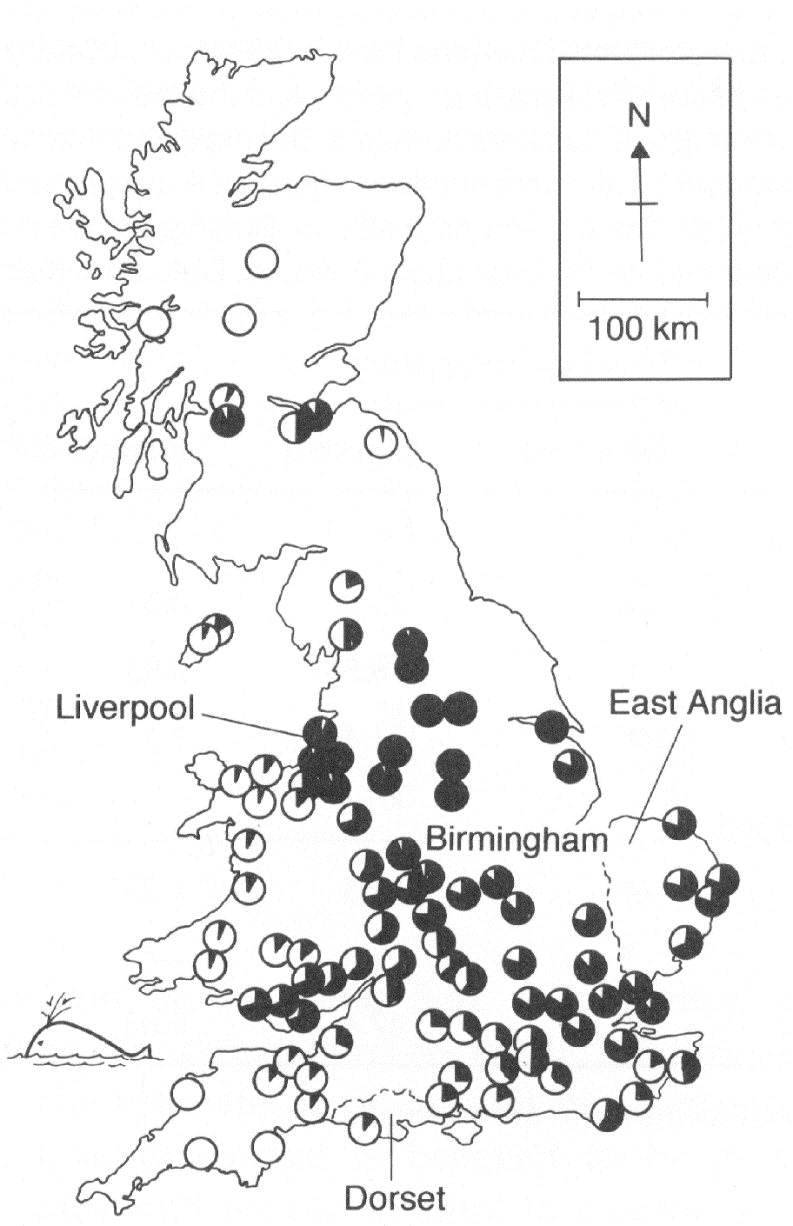 N
100 km
Liverpool
East Anglia
Birmingham
Dorset